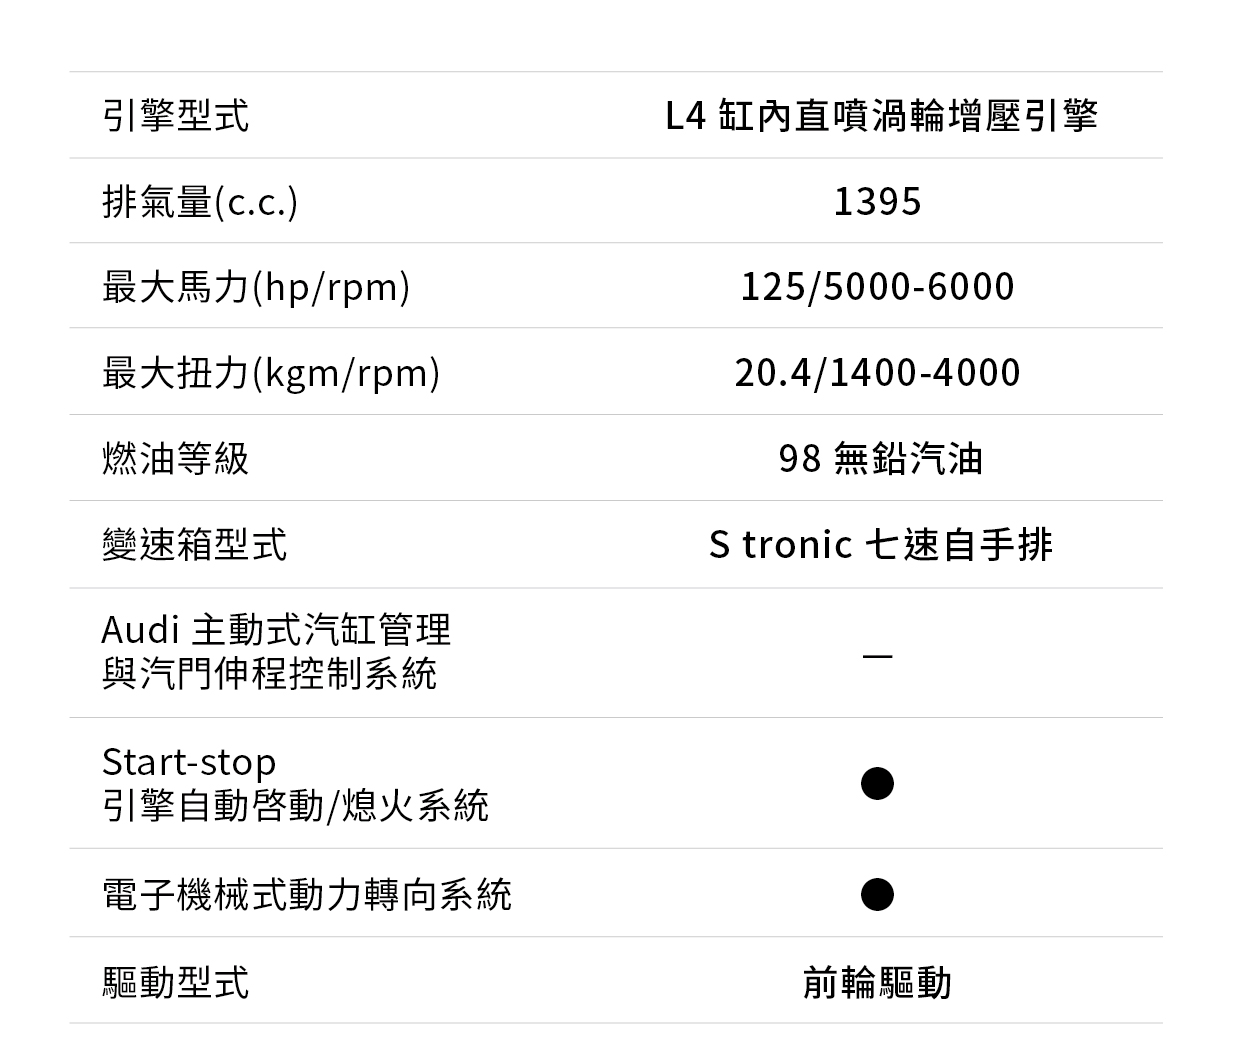 引擎型式 L4 缸內直噴渦輪增壓引擎
排氣量(c.c.) 1395
最大馬力(hp/rpm) 125/5000-6000
最大扭力(kgm/rpm) 20.4/1400-4000
燃油等級 98 無鉛汽油
變速箱型式 S tronic 七速自手排
Audi 主動式汽缸管理
與汽門伸程控制系統 —
Start-stop
引擎自動啓動/熄火系統 ●
電子機械式動力轉向系統 ●
驅動型式 前輪驅動